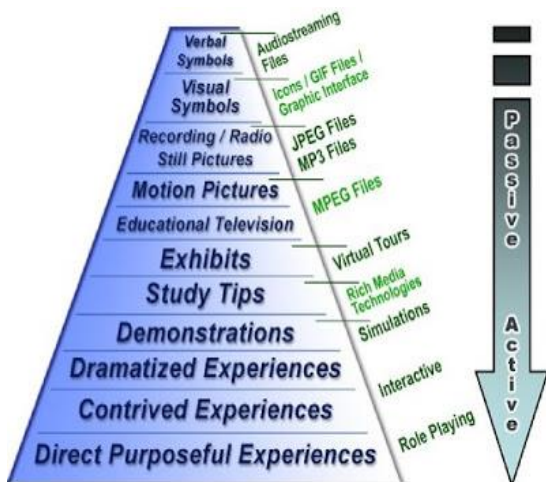 Verbal
Symbols
Visual
Symbols
Recording / Radio
Still Pictures
Motion Pictures
Educational Television
Exhibits
Study Tips
Demonstrations
Dramatized Experiences
Contrived Experiences
Direct Purposeful Experiences
Audiostreaming
Files
Icons / GIF Files /
Graphic Interface
JPEG Files
MP3 Files
MPEG Files
Virtual Tours
Rich Media
Technologies
Simulations
Interactive
Role Playing
Passive
Active